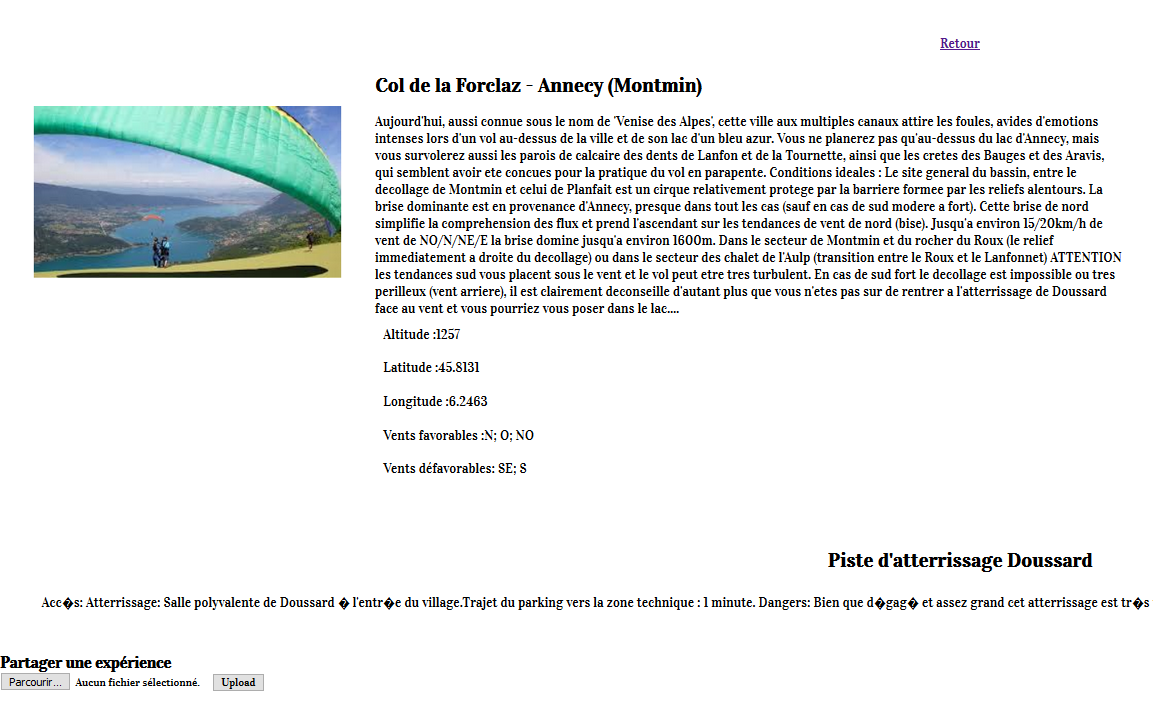 Retour
Col de la Forclaz - Annecy (Montmin)
Aujourd'hui, aussi connue sous le nom de 'Venise des Alpes', cette ville aux multiples canaux attire les foules, avides d'emotions
intenses lors d'un vol au-dessus de la ville et de son lac d'un bleu azur. Vous ne planerez pas qu'au-dessus du lac d'Annecy, mais
vous survolerez aussi les parois de calcaire des dents de Lanfon et de la Tournette, ainsi que les cretes des Bauges et des Aravis,
qui semblent avoir ete concues pour la pratique du vol en parapente. Conditions ideales : Le site general du bassin, entre le
decollage de Montmin et celui de Planfait est un cirque relativement protege par la barriere formee par les reliefs alentours. La
brise dominante est en provenance d'Annecy, presque dans tout les cas (sauf en cas de sud modere a fort). Cette brise de nord
simplifie la comprehension des flux et prend l'ascendant sur les tendances de vent de nord (bise). Jusqu'a environ 15/20km/h de
vent de NO/N/NE/E la brise domine jusqu'a environ 1600m. Dans le secteur de Montmin et du rocher du Roux (le relief
immediatement a droite du decollage) ou dans le secteur des chalet de l'Aulp (transition entre le Roux et le Lanfonnet) ATTENTION
les tendances sud vous placent sous le vent et le vol peut etre tres turbulent. En cas de sud fort le decollage est impossible ou tres
perilleux (vent arriere), il est clairement deconseille d'autant plus que vous n'etes pas sur de rentrer a l'atterrissage de Doussard
face au vent et vous pourriez vous poser dans le lac....
Altitude :1257
Latitude :45.8131
Longitude :6.2463
Vents favorables :N; O; NO
Vents défavorables: SE; S
Piste d'atterrissage Doussard
Acc�s: Atterrissage: Salle polyvalente de Doussard � l'entr�e du village.Trajet du parking vers la zone technique : 1 minute. Dangers: Bien que d�gag� et assez grand cet atterrissage est tr�s
Partager une expérience
Parcourir... Aucun fichier sélectionné. Upload